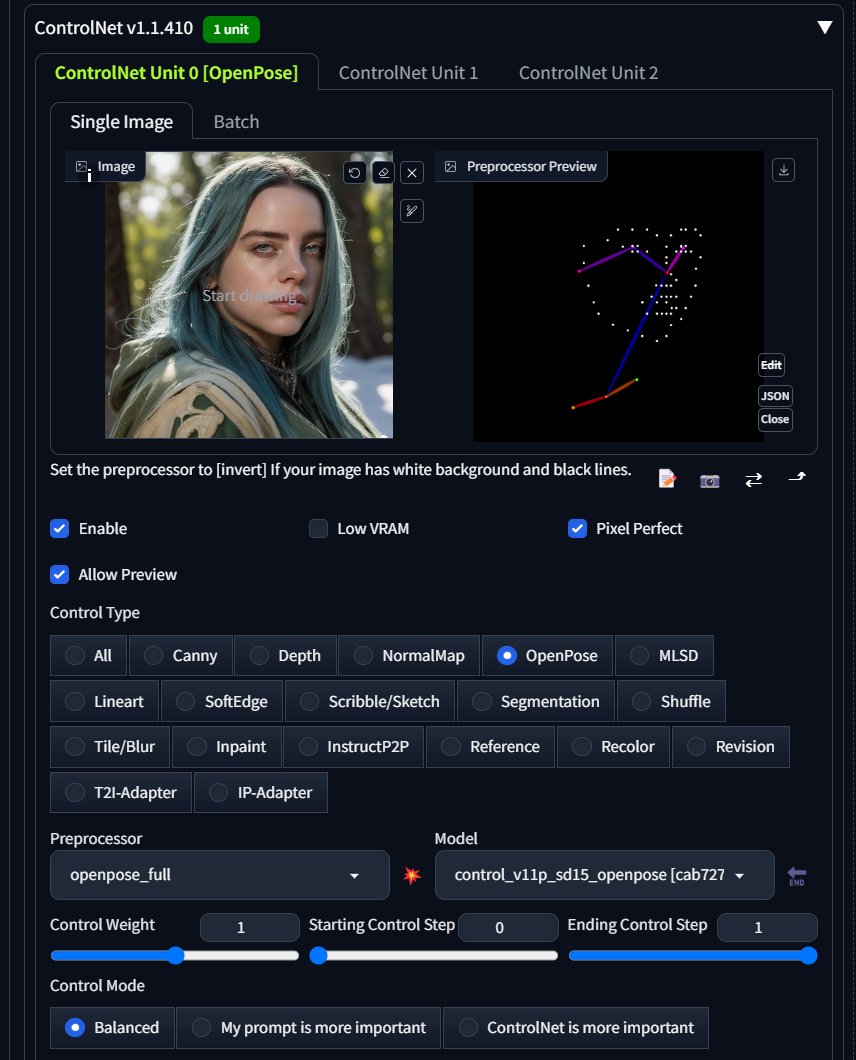 ControlNet v1.1.410 1 unit
ControlNet Unit 0 [OpenPose] ControlNet Unit 1 ControlNet Unit 2
Single Image Batch
Image Preprocessor Preview
Start drawing
Edit
JSON
Close
Set the preprocessor to [invert] If your image has white background and black lines.
Enable Low VRAM Pixel Perfect
Allow Preview
Control Type
All Canny Depth NormalMap OpenPose MLSD
Lineart SoftEdge Scribble/Sketch Segmentation Shuffle
Tile/Blur Inpaint InstructP2P Reference Recolor Revision
T2I-Adapter IP-Adapter
Preprocessor Model
openpose_full control_v11p_sd15_openpose [cab727 END
Control Weight 1 Starting Control Step 0 Ending Control Step 1
Control Mode
Balanced My prompt is more important ControlNet is more important